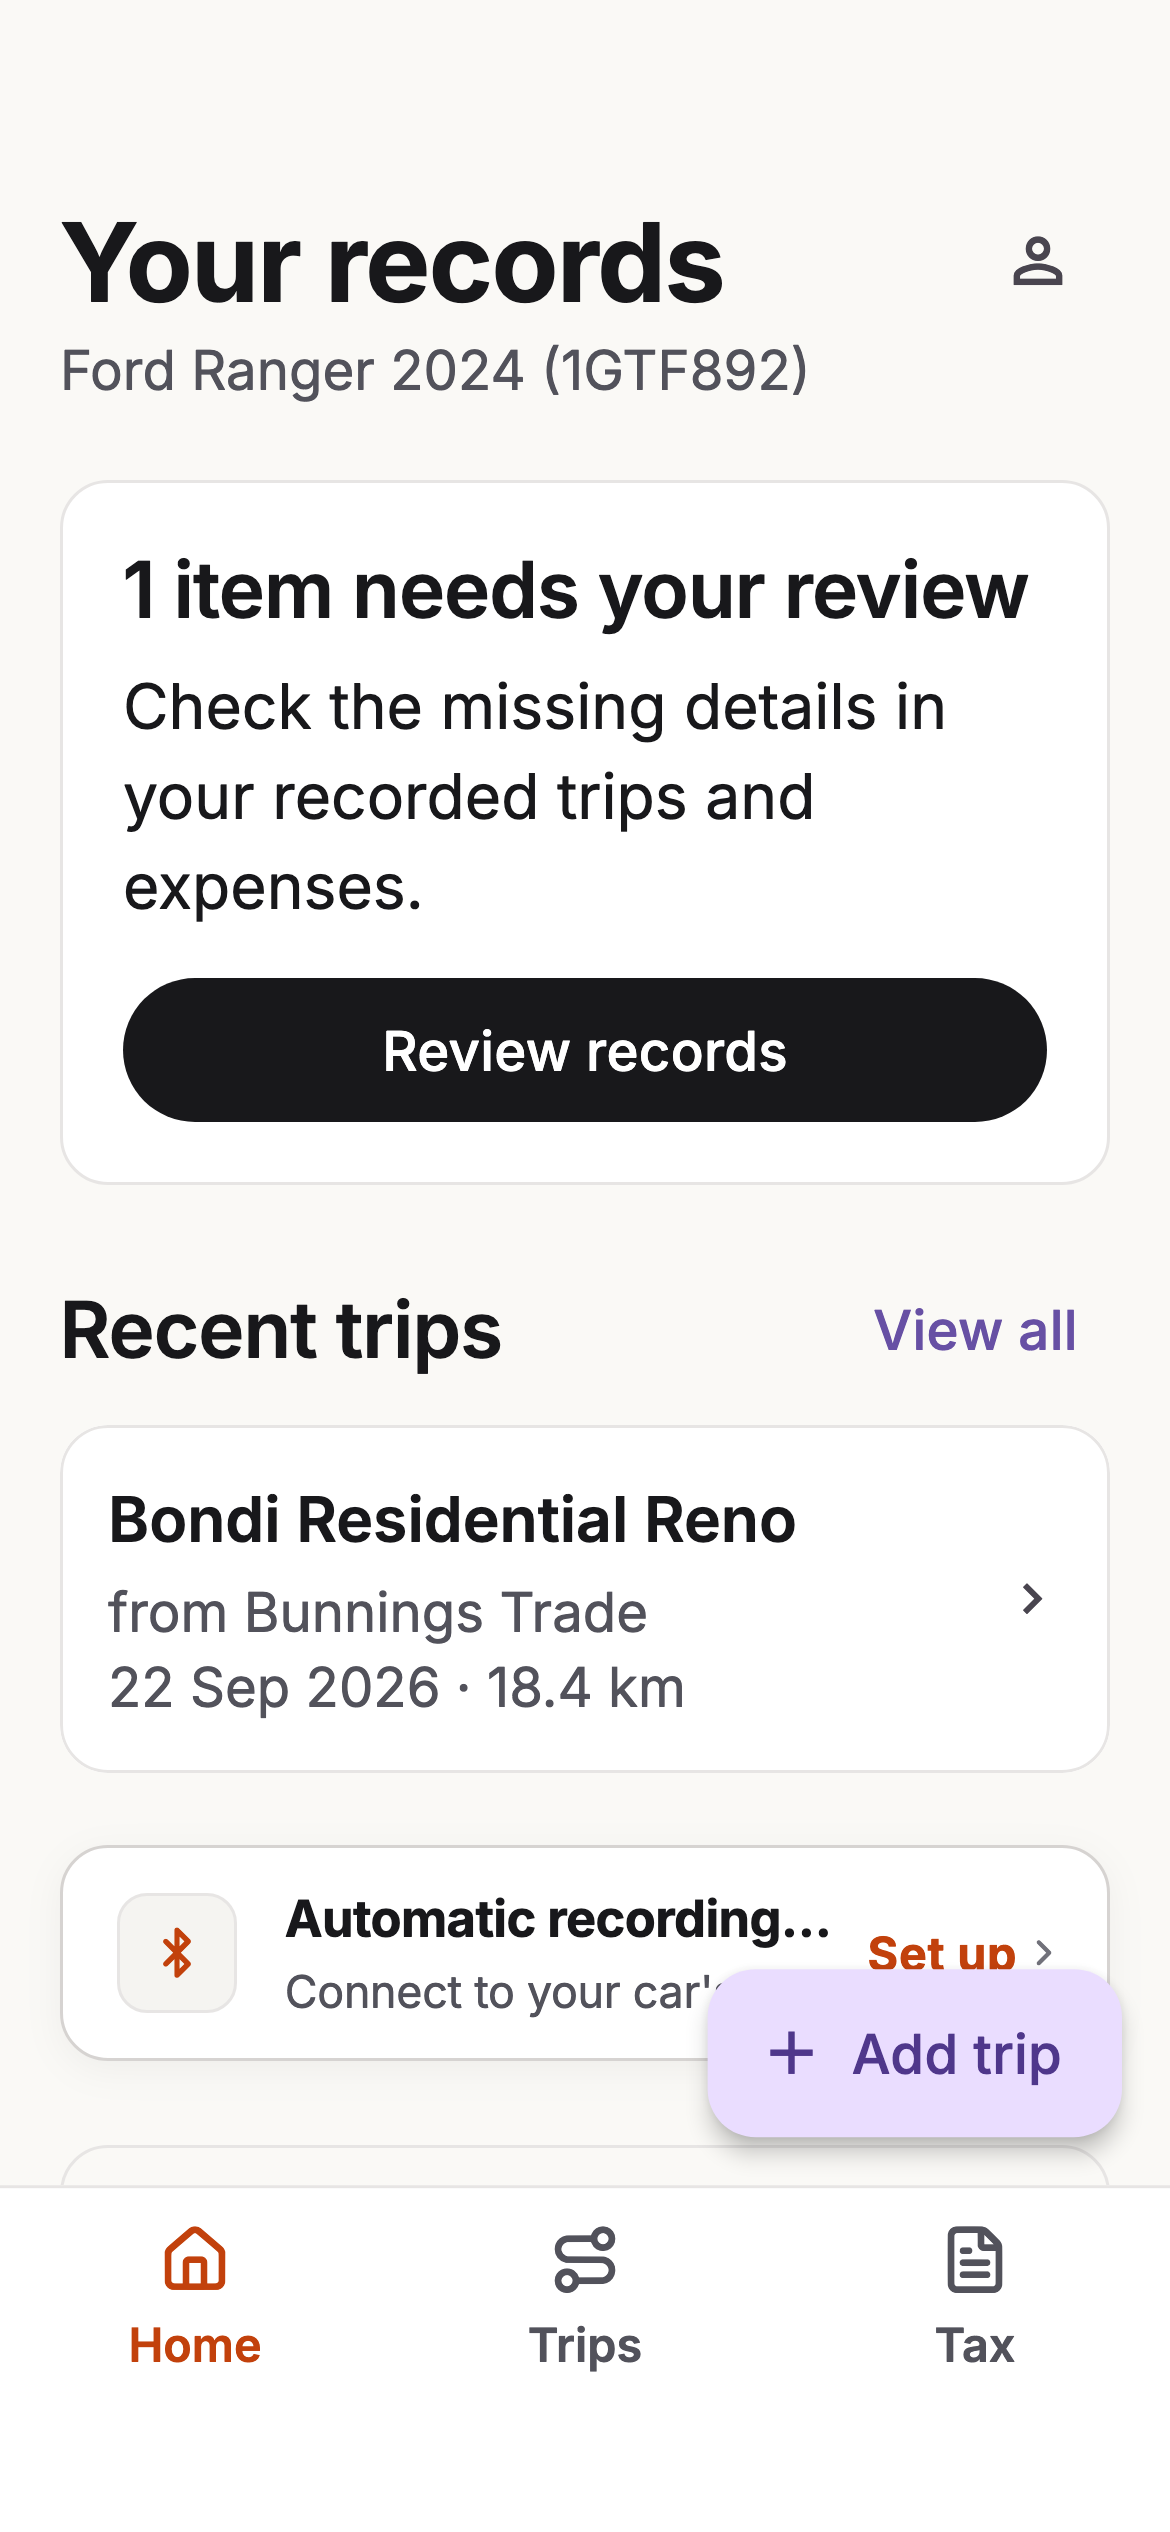 Your records
Ford Ranger 2024 (1GTF892)
1 item needs your review
Check the missing details in
your recorded trips and
expenses.
Review records
Recent trips
View all
Bondi Residential Reno
from Bunnings Trade
22 Sep 2026 · 18.4 km
Automatic recording...
Set up
Connect to your car's
Add trip
Home
Trips
Tax